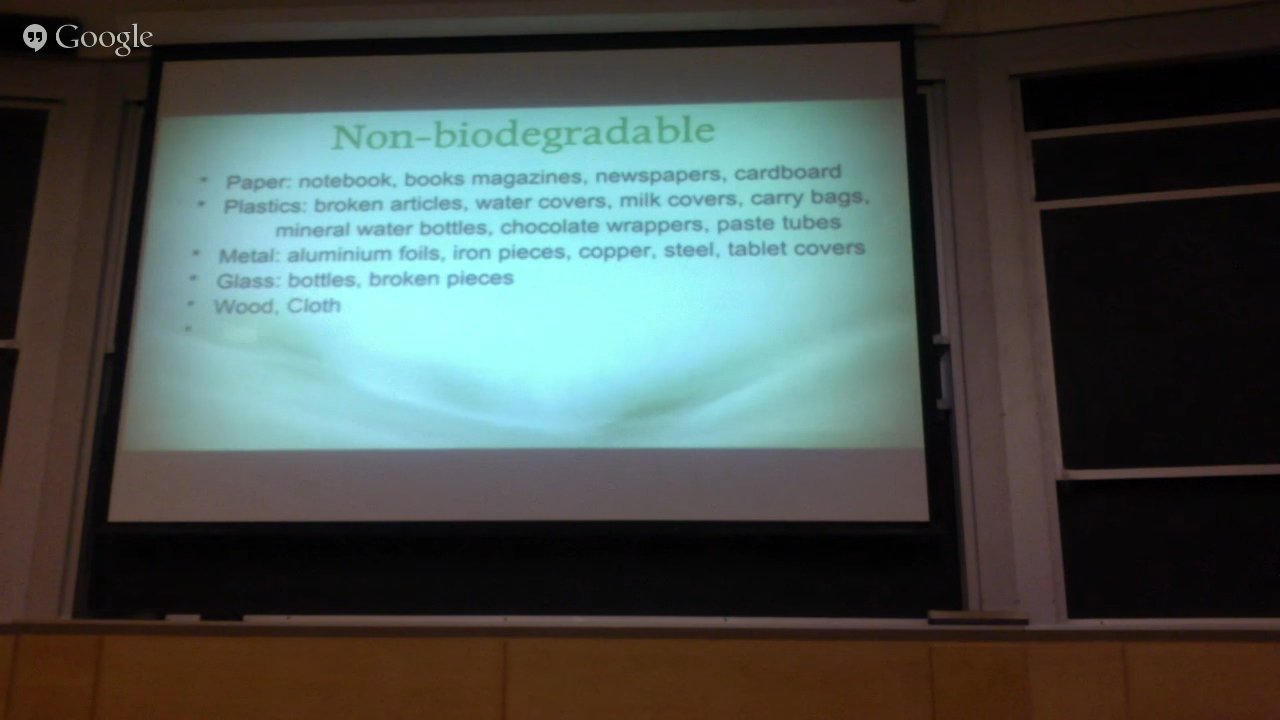 Google
Non-biodegradable
• Paper: notebook, books magazines, newspapers, cardboard
• Plastics: broken articles, water covers, milk covers, carry bags,
mineral water bottles, chocolate wrappers, paste tubes
• Metal: aluminium foils, iron pieces, copper, steel, tablet covers
• Glass: bottles, broken pieces
• Wood, Cloth
•